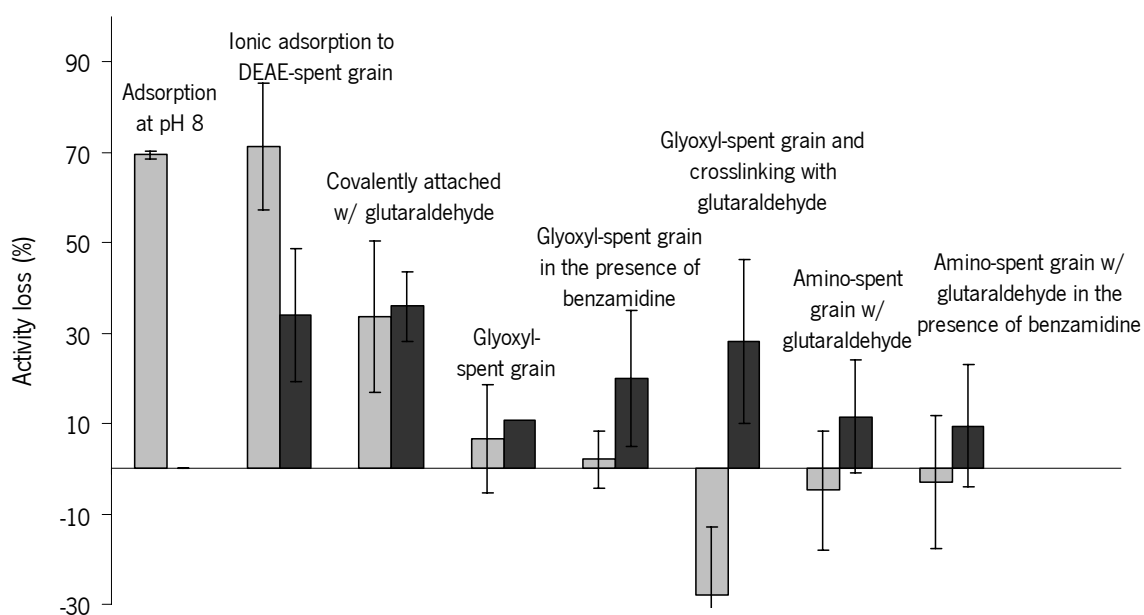 Activity loss (%)
90
70
50
30
10
-10
-30
Adsorption
at pH 8
Ionic adsorption to
DEAE-spent grain
Covalently attached
w/ glutaraldehyde
Glyoxyl-
spent grain
Glyoxyl-spent grain
in the presence of
benzamidine
Glyoxyl-spent grain and
crosslinking with
glutaraldehyde
Amino-spent
grain w/
glutaraldehyde
Amino-spent grain w/
glutaraldehyde in the
presence of benzamidine